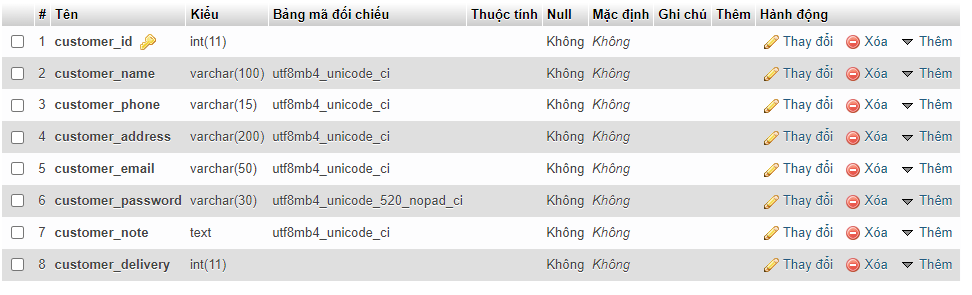 # Tên Kiểu Bảng mã đối chiếu Thuộc tính Null Mặc định Ghi chú Thêm Hành động
1 customer_id int(11) Không Không Thay đổi Xóa Thêm
2 customer_name varchar(100) utf8mb4_unicode_ci Không Không Thay đổi Xóa Thêm
3 customer_phone varchar(15) utf8mb4_unicode_ci Không Không Thay đổi Xóa Thêm
4 customer_address varchar(200) utf8mb4_unicode_ci Không Không Thay đổi Xóa Thêm
5 customer_email varchar(50) utf8mb4_unicode_ci Không Không Thay đổi Xóa Thêm
6 customer_password varchar(30) utf8mb4_unicode_520_nopad_ci Không Không Thay đổi Xóa Thêm
7 customer_note text utf8mb4_unicode_ci Không Không Thay đổi Xóa Thêm
8 customer_delivery int(11) Không Không Thay đổi Xóa Thêm